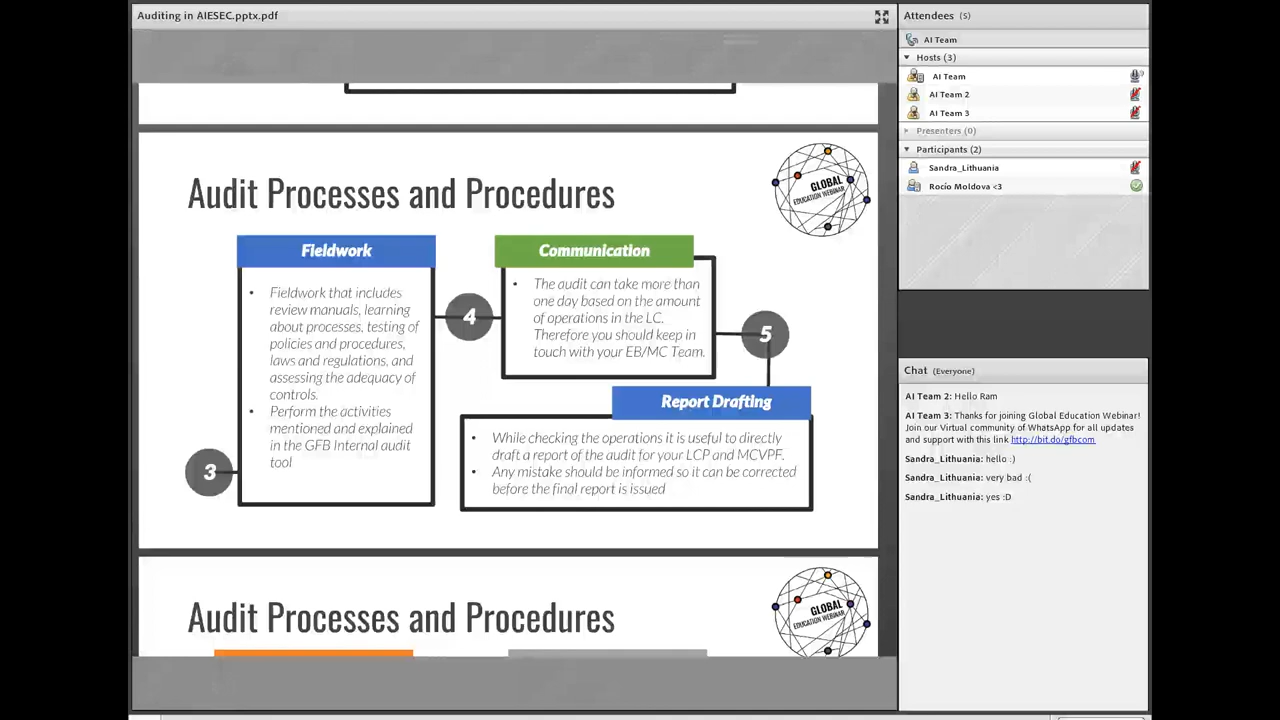 Auditing in AIESEC.pptx.pdf
Audit Processes and Procedures
GLOBAL
EDUCATION WEBINAR
Fieldwork
• Fieldwork that includes
review manuals, learning
about processes, testing of
policies and procedures,
laws and regulations, and
assessing the adequacy of
controls.
• Perform the activities
mentioned and explained
in the GFB Internal audit
tool
3
4
Communication
• The audit can take more than
one day based on the amount
of operations in the LC.
Therefore you should keep in
touch with your EB/MC Team.
5
Report Drafting
• While checking the operations it is useful to directly
draft a report of the audit for your LCP and MCVPF.
• Any mistake should be informed so it can be corrected
before the final report is issued
Audit Processes and Procedures
GLOBAL
EDUCATION WEBINAR
Attendees (5)
AI Team
Hosts (3)
AI Team
AI Team 2
AI Team 3
Presenters (0)
Participants (2)
Sandra_Lithuania
Rocío Moldova <3
Chat (Everyone)
AI Team 2: Hello Ram
AI Team 3: Thanks for joining Global Education Webinar!
Join our Virtual community of WhatsApp for all updates
and support with this link http://bit.do/gfbcom
Sandra_Lithuania: hello :)
Sandra_Lithuania: very bad :(
Sandra_Lithuania: yes :D